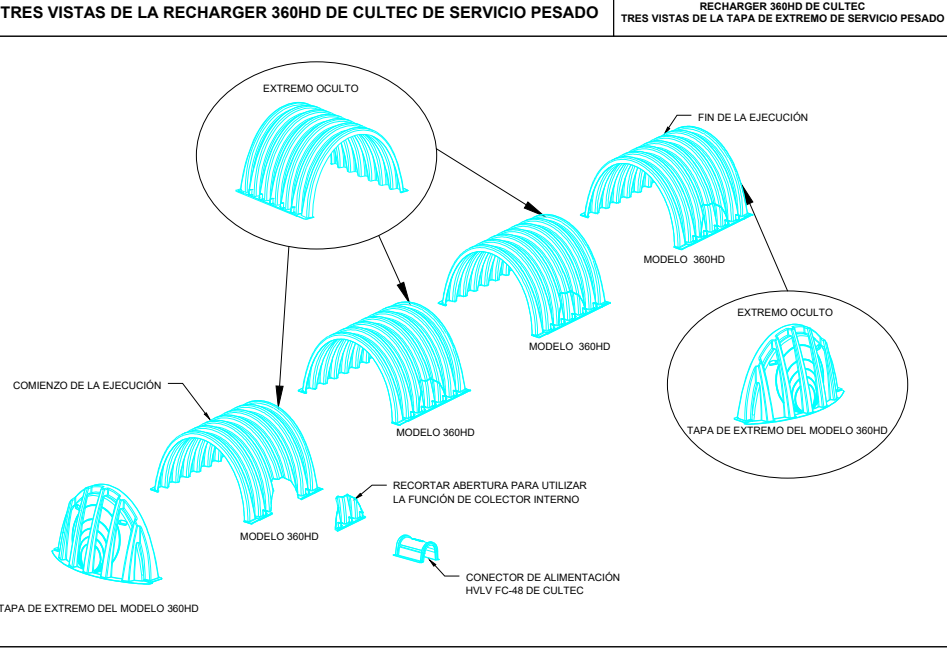 TRES VISTAS DE LA RECHARGER 360HD DE CULTEC DE SERVICIO PESADO
RECHARGER 360HD DE CULTEC
TRES VISTAS DE LA TAPA DE EXTREMO DE SERVICIO PESADO
EXTREMO OCULTO
FIN DE LA EJECUCIÓN
MODELO 360HD
EXTREMO OCULTO
MODELO 360HD
TAPA DE EXTREMO DEL MODELO 360HD
COMIENZO DE LA EJECUCIÓN
MODELO 360HD
RECORTAR ABERTURA PARA UTILIZAR
LA FUNCIÓN DE COLECTOR INTERNO
MODELO 360HD
CONECTOR DE ALIMENTACIÓN
HVLV FC-48 DE CULTEC
TAPA DE EXTREMO DEL MODELO 360HD